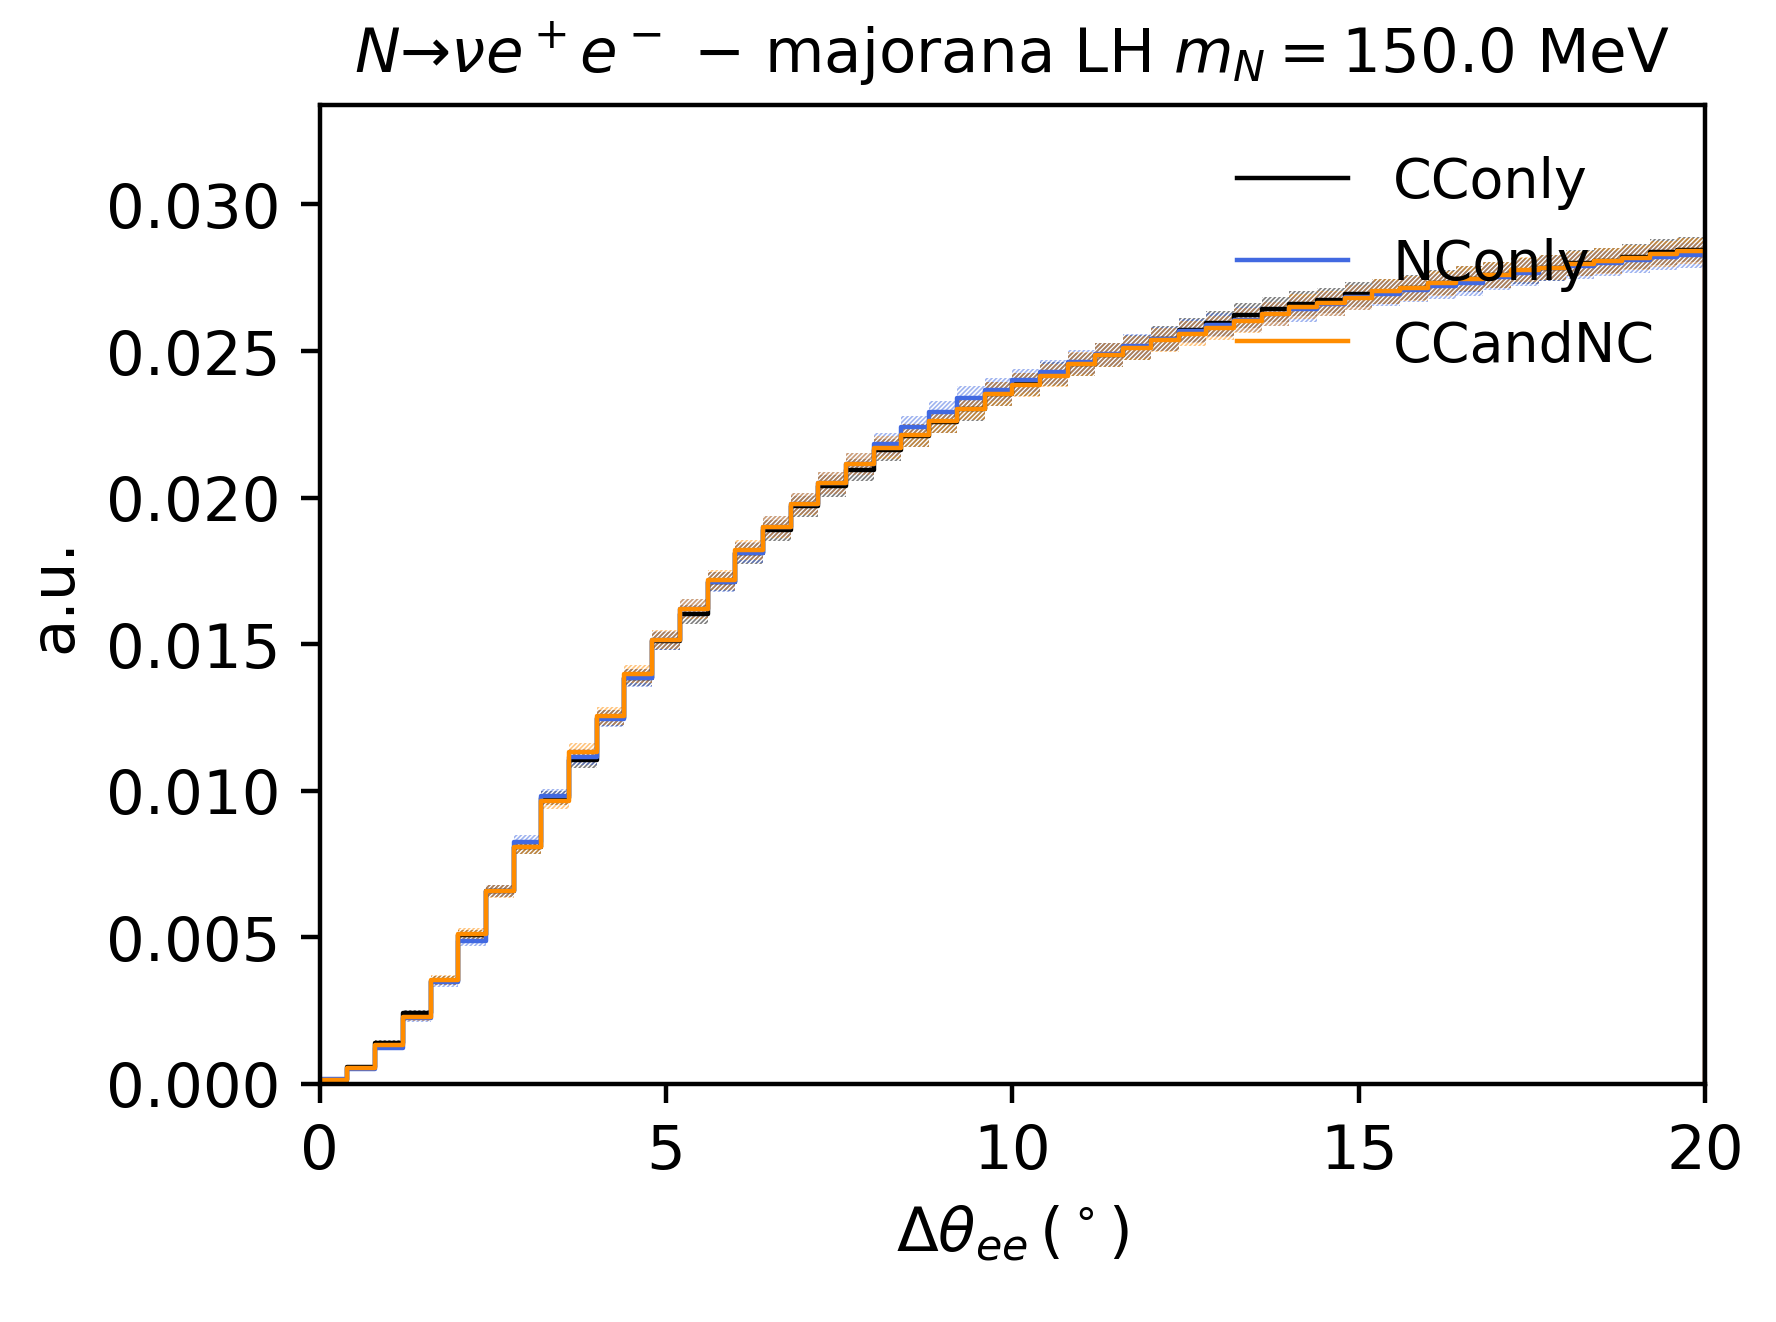 N→νe⁺e⁻ − majorana LH m_N = 150.0 MeV
CConly
NConly
CCandNC
0.030
0.025
0.020
0.015
0.010
0.005
0.000
a.u.
0 5 10 15 20
Δθ_ee (°)